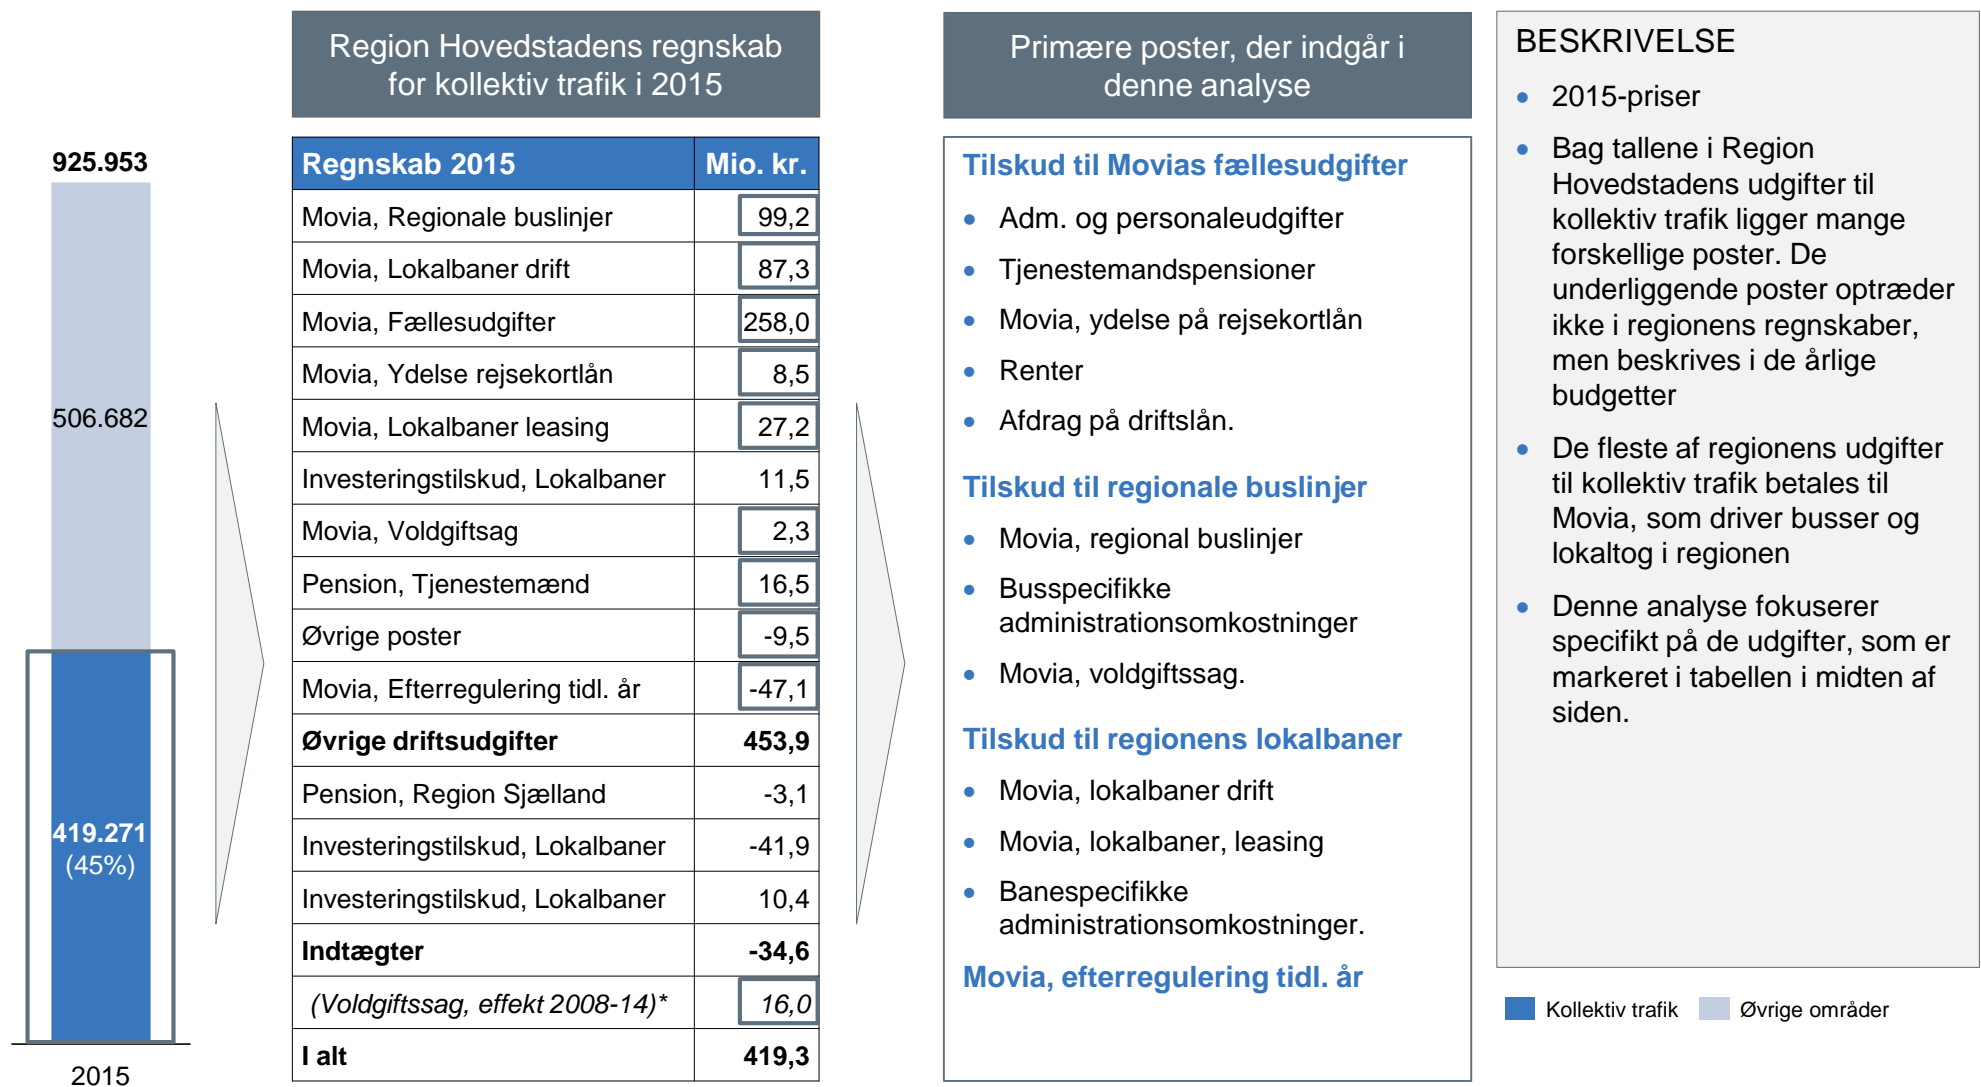 925.953
506.682
419.271
(45%)
2015
Region Hovedstadens regnskab
for kollektiv trafik i 2015
Regnskab 2015 Mio. kr.
Movia, Regionale buslinjer 99,2
Movia, Lokalbaner drift 87,3
Movia, Fællesudgifter 258,0
Movia, Ydelse rejsekortlån 8,5
Movia, Lokalbaner leasing 27,2
Investeringstilskud, Lokalbaner 11,5
Movia, Voldgiftsag 2,3
Pension, Tjenestemænd 16,5
Øvrige poster -9,5
Movia, Efterregulering tidl. år -47,1
Øvrige driftsudgifter 453,9
Pension, Region Sjælland -3,1
Investeringstilskud, Lokalbaner -41,9
Investeringstilskud, Lokalbaner 10,4
Indtægter -34,6
(Voldgiftssag, effekt 2008-14)* 16,0
I alt 419,3
Primære poster, der indgår i
denne analyse
Tilskud til Movias fællesudgifter
• Adm. og personaleudgifter
• Tjenestemandspensioner
• Movia, ydelse på rejsekortlån
• Renter
• Afdrag på driftslån.
Tilskud til regionale buslinjer
• Movia, regional buslinjer
• Busspecifikke
administrationsomkostninger
• Movia, voldgiftssag.
Tilskud til regionens lokalbaner
• Movia, lokalbaner drift
• Movia, lokalbaner, leasing
• Banespecifikke
administrationsomkostninger.
Movia, efterregulering tidl. år
BESKRIVELSE
• 2015-priser
• Bag tallene i Region
Hovedstadens udgifter til
kollektiv trafik ligger mange
forskellige poster. De
underliggende poster optræder
ikke i regionens regnskaber,
men beskrives i de årlige
budgetter
• De fleste af regionens udgifter
til kollektiv trafik betales til
Movia, som driver busser og
lokaltog i regionen
• Denne analyse fokuserer
specifikt på de udgifter, som er
markeret i tabellen i midten af
siden.
Kollektiv trafik Øvrige områder